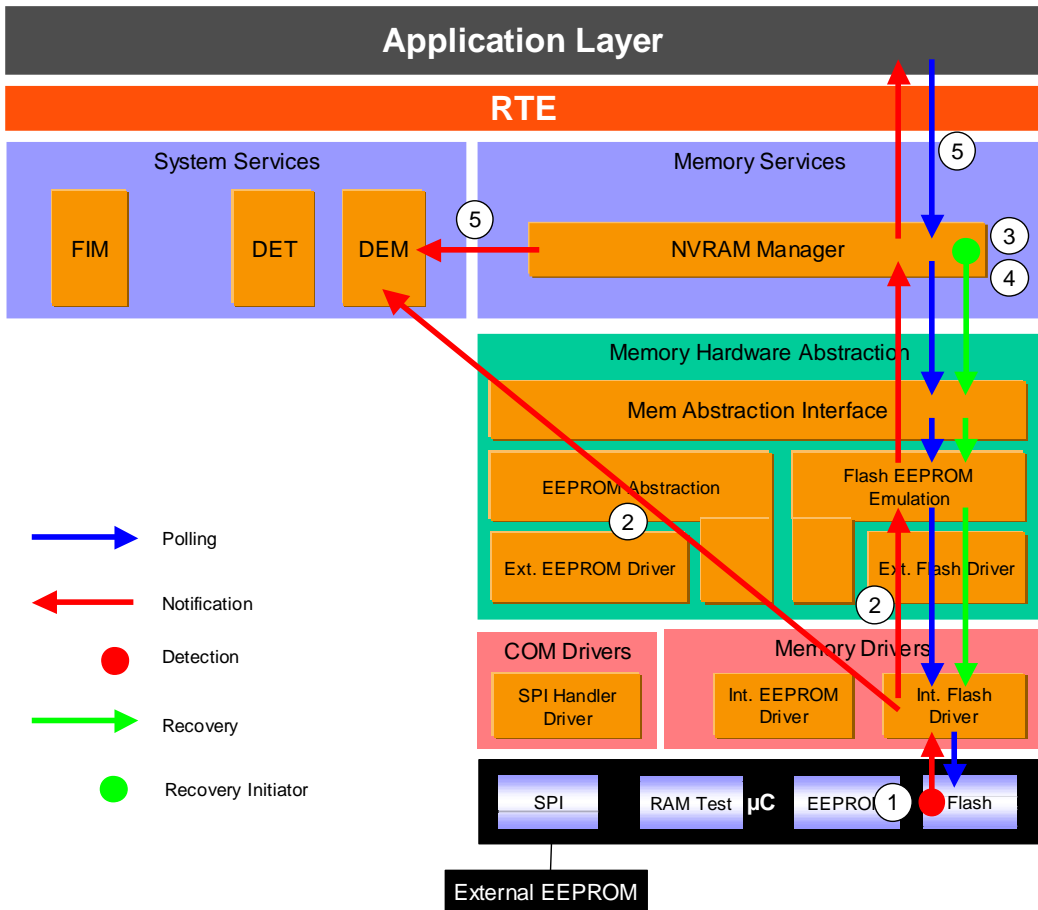 Application Layer
RTE
System Services
Memory Services
5
5
FIM
DET
DEM
NVRAM Manager
3
4
Memory Hardware Abstraction
Mem Abstraction Interface
EEPROM Abstraction
Flash EEPROM
Emulation
2
Ext. EEPROM Driver
Ext. Flash Driver
2
Polling
Notification
Detection
Recovery
Recovery Initiator
COM Drivers
Memory Drivers
SPI Handler
Driver
Int. EEPROM
Driver
Int. Flash
Driver
SPI
RAM Test
µC
EEPROM
1
Flash
External EEPROM